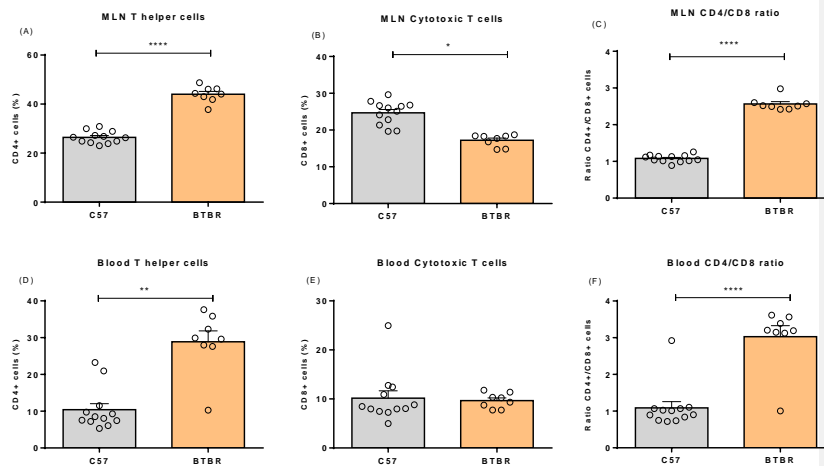 MLN T helper cells
(A)
****
CD4+ cells (%)
60
40
20
0
C57
BTBR
MLN Cytotoxic T cells
(B)
*
CD8+ cells (%)
40
30
20
10
0
C57
BTBR
MLN CD4/CD8 ratio
(C)
****
Ratio CD4+/CD8+ cells
4
3
2
1
0
C57
BTBR
Blood T helper cells
(D)
**
CD4+ cells (%)
40
30
20
10
0
C57
BTBR
Blood Cytotoxic T cells
(E)
CD8+ cells (%)
30
20
10
0
C57
BTBR
Blood CD4/CD8 ratio
(F)
****
Ratio CD4+/CD8+ cells
4
3
2
1
0
C57
BTBR